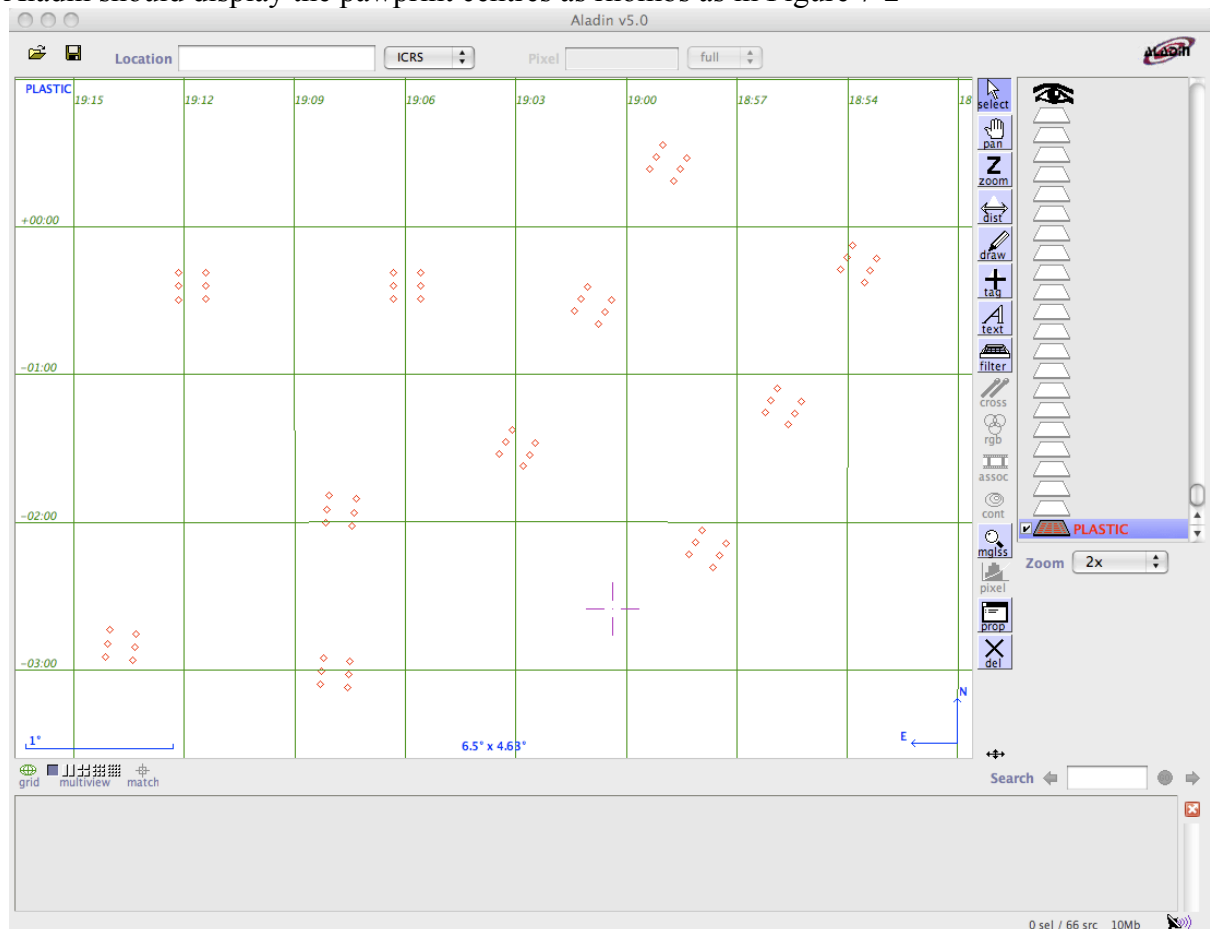 Aladin should display the pawprint centres as rhombs as in Figure 7-2
Aladin v5.0
Location ICRS Pixel full Aladin
PLASTIC
19:15 19:12 19:09 19:06 19:03 19:00 18:57 18:54 18
+00:00
-01:00
-02:00
-03:00
1°
6.5° x 4.63°
N
E
select
pan
Z
zoom
dist
draw
tag
A
text
filter
cross
rgb
assoc
cont
mglss
pixel
prop
del
PLASTIC
Zoom 2x
grid multiview match
Search
0 sel / 66 src 10Mb